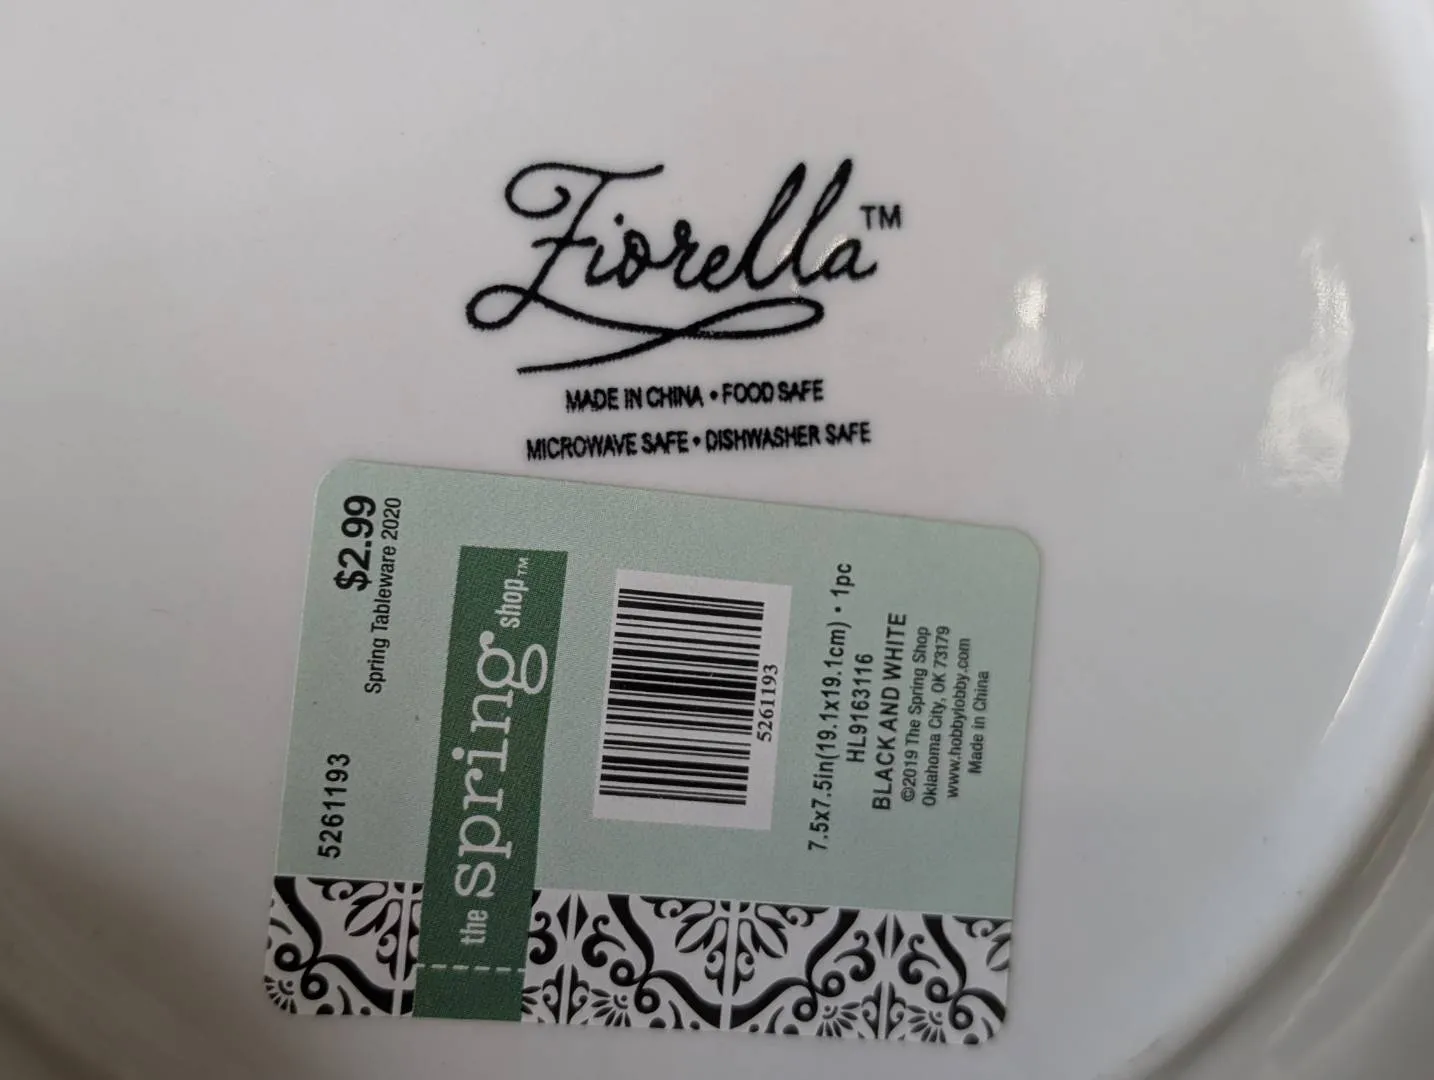 Fiorella™
MADE IN CHINA • FOOD SAFE
MICROWAVE SAFE • DISHWASHER SAFE
5261193 $2.99
Spring Tableware 2020
the spring shop™
5261193
7.5x7.5in(19.1x19.1cm) • 1pc
HL9163116
BLACK AND WHITE
©2019 The Spring Shop
Oklahoma City, OK 73179
www.hobbylobby.com
Made in China